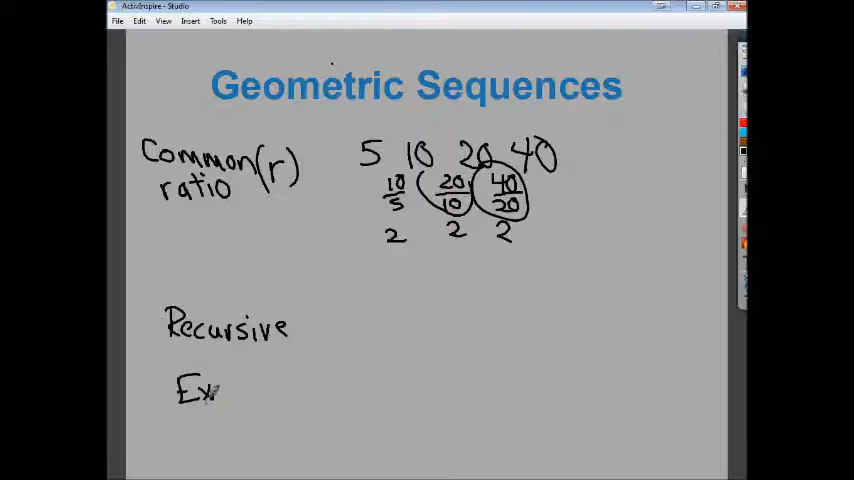 ActivInspire - Studio
File Edit View Insert Tools Help
Geometric Sequences
Common (r)
ratio
5 10 20 40
10/5 20/10 40/20
2 2 2
Recursive
Ex